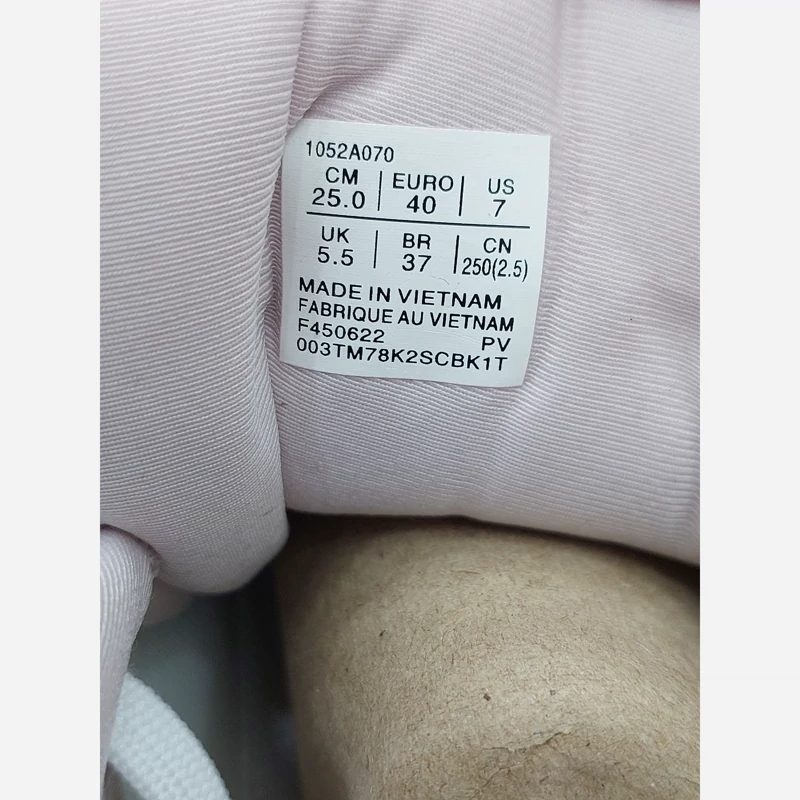 1052A070
CM | EURO | US
25.0 | 40 | 7
UK | BR | CN
5.5 | 37 | 250(2.5)
MADE IN VIETNAM
FABRIQUE AU VIETNAM
F450622 PV
003TM78K2SCBK1T